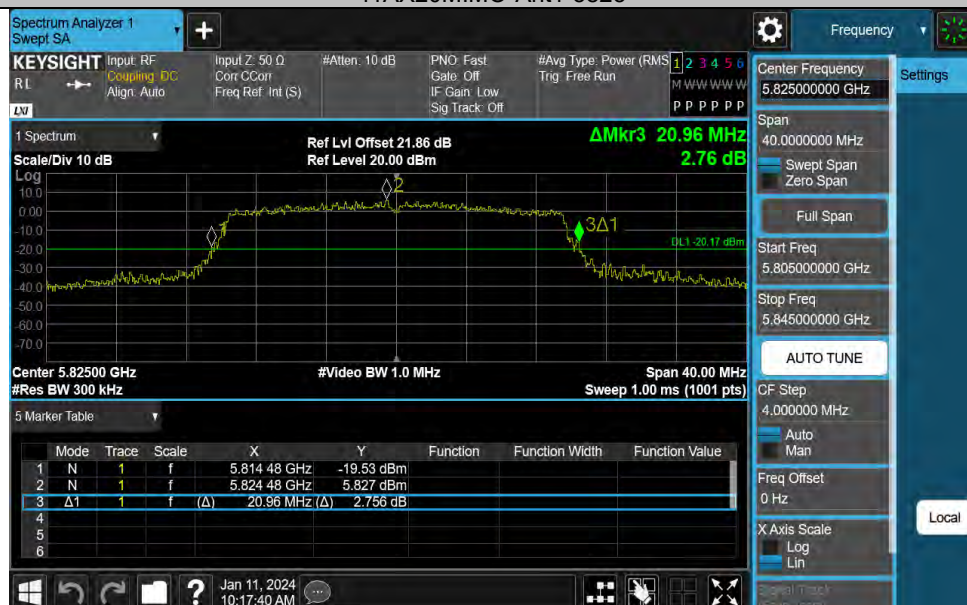 Spectrum Analyzer 1
Swept SA
+
Frequency
KEYSIGHT
RL
LXI
Input: RF
Coupling: DC
Align: Auto
Input Z: 50 Ω
Corr CCorr
Freq Ref: Int (S)
#Atten: 10 dB
PNO: Fast
Gate: Off
IF Gain: Low
Sig Track: Off
#Avg Type: Power (RMS
Trig: Free Run
1 2 3 4 5 6
M W W W W W
P P P P P P
1 Spectrum
Scale/Div 10 dB
Ref Lvl Offset 21.86 dB
Ref Level 20.00 dBm
ΔMkr3 20.96 MHz
2.76 dB
Log
10.0
0.00
-10.0
-20.0
-30.0
-40.0
-50.0
-60.0
-70.0
2
3Δ1
DL1 -20.17 dBm
Center 5.82500 GHz
#Res BW 300 kHz
#Video BW 1.0 MHz
Span 40.00 MHz
Sweep 1.00 ms (1001 pts)
5 Marker Table
Mode Trace Scale X Y Function Function Width Function Value
1 N 1 f 5.814 48 GHz -19.53 dBm
2 N 1 f 5.824 48 GHz 5.827 dBm
3 Δ1 1 f (Δ) 20.96 MHz (Δ) 2.756 dB
4
5
6
?
Jan 11, 2024
10:17:40 AM
Center Frequency
5.825000000 GHz
Settings
Span
40.0000000 MHz
Swept Span
Zero Span
Full Span
Start Freq
5.805000000 GHz
Stop Freq
5.845000000 GHz
AUTO TUNE
CF Step
4.000000 MHz
Auto
Man
Freq Offset
0 Hz
X Axis Scale
Log
Lin
Local
Signal Track